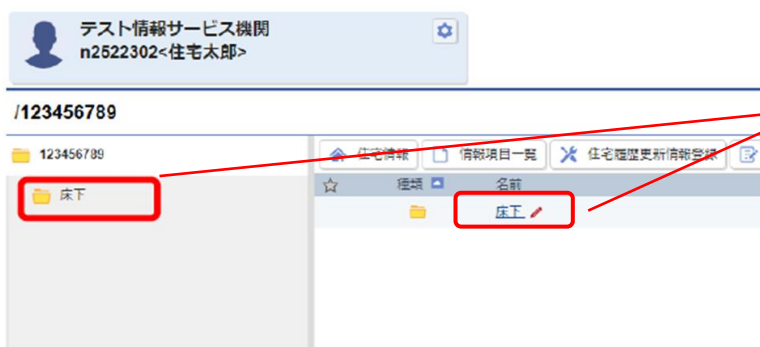 テスト情報サービス機関
n2522302<住宅太郎>
/123456789
123456789
床下
住宅情報 情報項目一覧 住宅履歴更新情報登録
種類 名前
床下